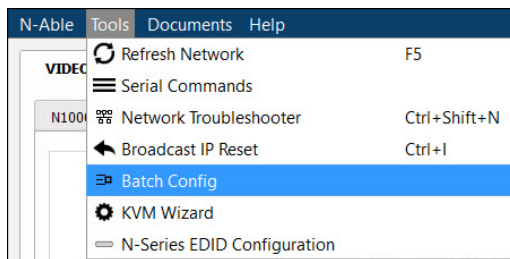 N-Able Tools Documents Help
Refresh Network F5
VIDEO
Serial Commands
N100
Network Troubleshooter Ctrl+Shift+N
Broadcast IP Reset Ctrl+I
Batch Config
KVM Wizard
N-Series EDID Configuration